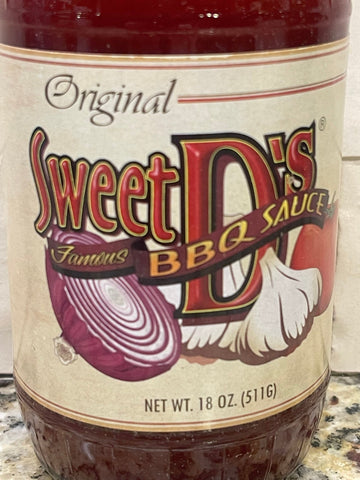 Original
Sweet D's®
Famous BBQ SAUCE
NET WT. 18 OZ. (511G)